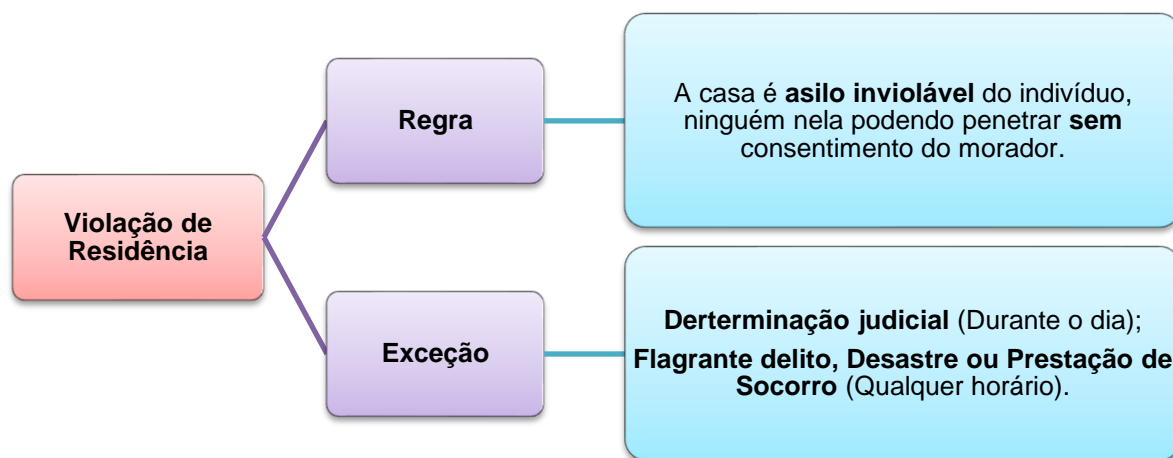 Violação de
Residência
Regra
A casa é asilo inviolável do indivíduo,
ninguém nela podendo penetrar sem
consentimento do morador.
Exceção
Derterminação judicial (Durante o dia);
Flagrante delito, Desastre ou Prestação de
Socorro (Qualquer horário).